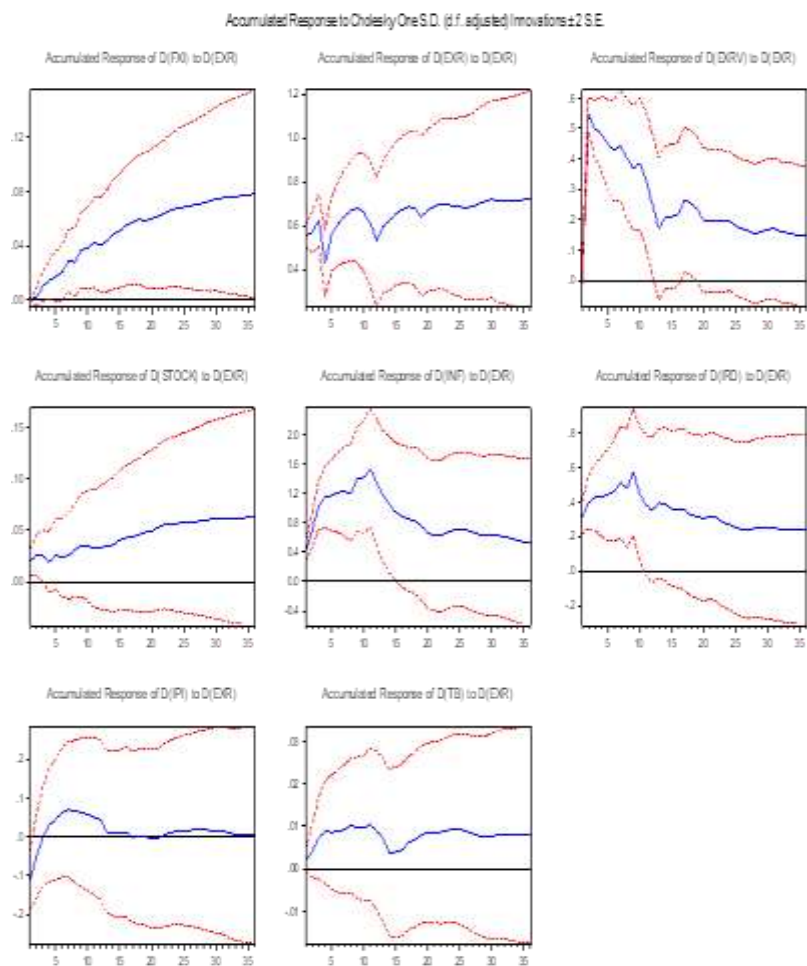 Accumulated Response to Cholesky One S.D. (d.f. adjusted) Innovations ± 2 S.E.
Accumulated Response of D(FXI) to D(EXR)
Accumulated Response of D(EXR) to D(EXR)
Accumulated Response of D(EXRV) to D(EXR)
.12
.08
.04
.00
5 10 15 20 25 30 35
1.2
1.0
0.8
0.6
0.4
5 10 15 20 25 30 35
.6
.5
.4
.3
.2
.1
.0
5 10 15 20 25 30 35
Accumulated Response of D(STOCK) to D(EXR)
Accumulated Response of D(INF) to D(EXR)
Accumulated Response of D(IRD) to D(EXR)
.15
.10
.05
.00
5 10 15 20 25 30 35
2.0
1.6
1.2
0.8
0.4
0.0
-0.4
5 10 15 20 25 30 35
.8
.6
.4
.2
.0
-.2
5 10 15 20 25 30 35
Accumulated Response of D(IPI) to D(EXR)
Accumulated Response of D(TB) to D(EXR)
.2
.1
.0
-.1
-.2
5 10 15 20 25 30 35
.03
.02
.01
.00
-.01
5 10 15 20 25 30 35